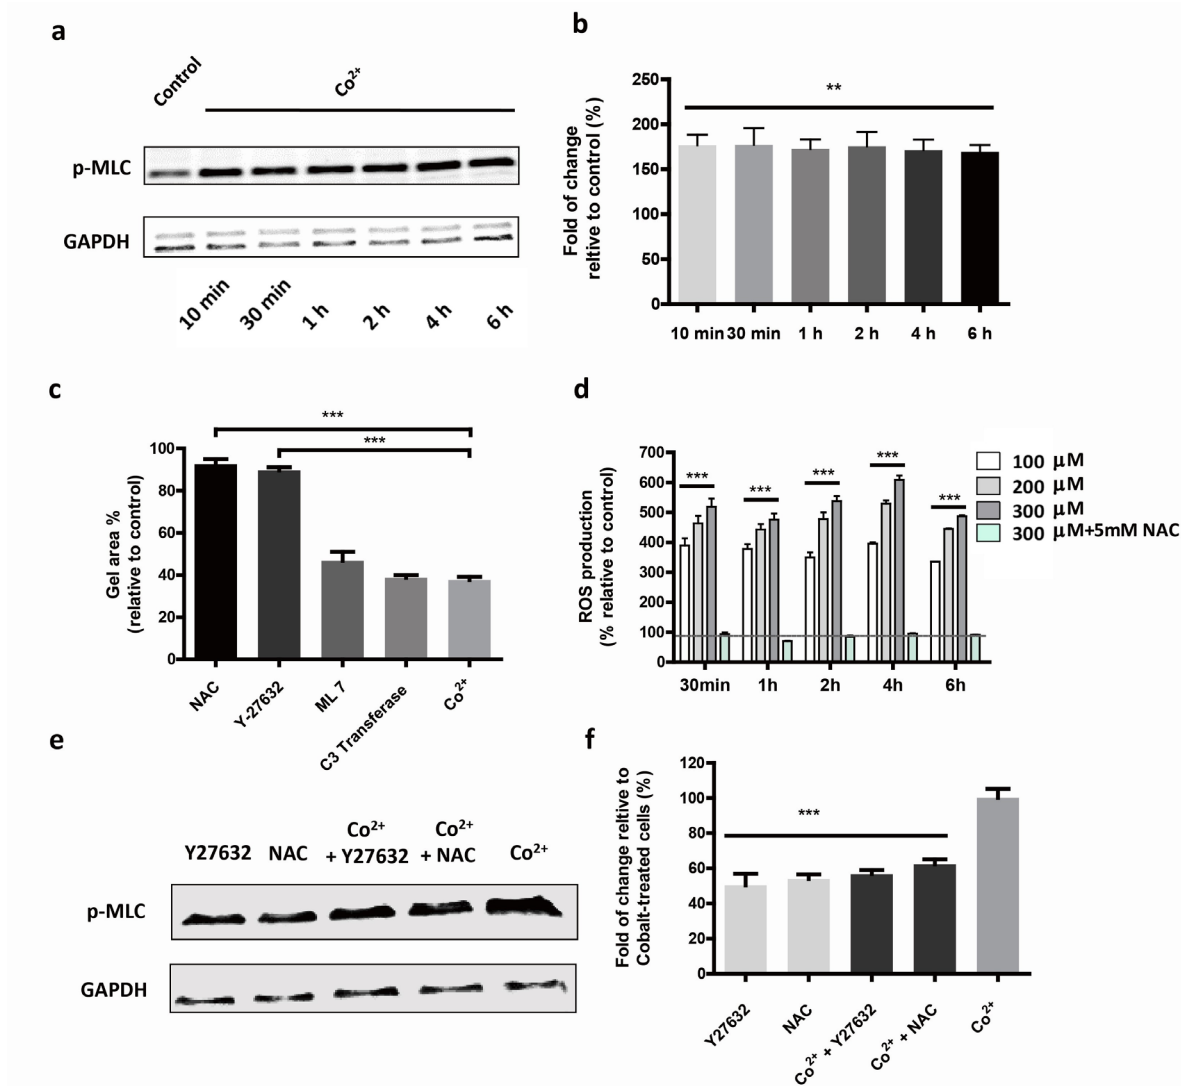 a
Control
Co²⁺
p-MLC
GAPDH
10 min
30 min
1 h
2 h
4 h
6 h
b
Fold of change
reltive to control (%)
250
200
150
100
50
0
**
10 min
30 min
1 h
2 h
4 h
6 h
c
Gel area %
(relative to control)
100
80
60
40
20
0
***
***
NAC
Y-27632
ML 7
C3 Transferase
Co²⁺
d
ROS production
(% relative to control)
700
600
500
400
300
200
100
0
***
***
***
***
***
30min
1h
2h
4h
6h
100 µM
200 µM
300 µM
300 µM+5mM NAC
e
Y27632
NAC
Co²⁺
+ Y27632
Co²⁺
+ NAC
Co²⁺
p-MLC
GAPDH
f
Fold of change reltive to
Cobalt-treated cells (%)
120
100
80
60
40
20
0
***
Y27632
NAC
Co²⁺ + Y27632
Co²⁺ + NAC
Co²⁺